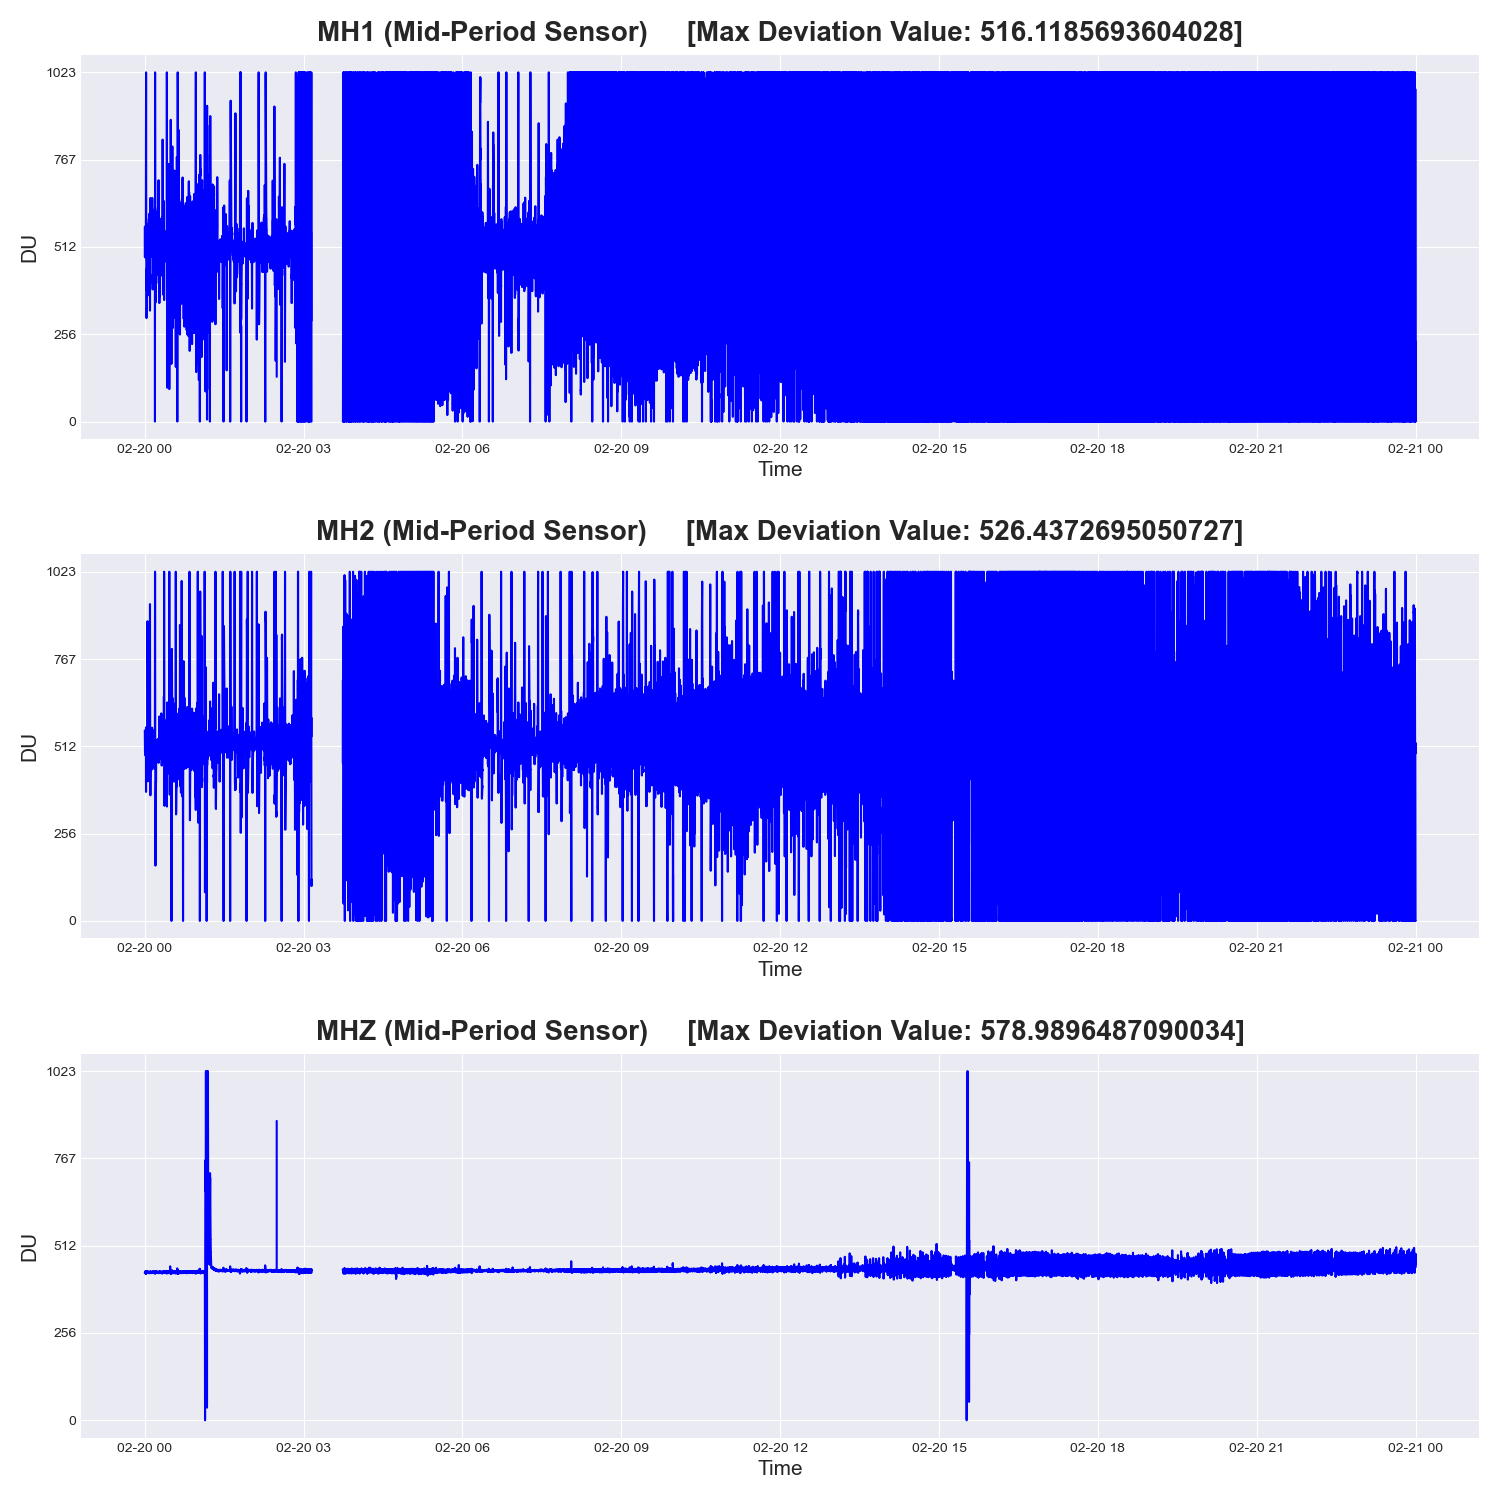 MH1 (Mid-Period Sensor) [Max Deviation Value: 516.1185693604028]
1023
767
512
256
0
DU
02-20 00 02-20 03 02-20 06 02-20 09 02-20 12 02-20 15 02-20 18 02-20 21 02-21 00
Time
MH2 (Mid-Period Sensor) [Max Deviation Value: 526.4372695050727]
1023
767
512
256
0
DU
02-20 00 02-20 03 02-20 06 02-20 09 02-20 12 02-20 15 02-20 18 02-20 21 02-21 00
Time
MHZ (Mid-Period Sensor) [Max Deviation Value: 578.9896487090034]
1023
767
512
256
0
DU
02-20 00 02-20 03 02-20 06 02-20 09 02-20 12 02-20 15 02-20 18 02-20 21 02-21 00
Time